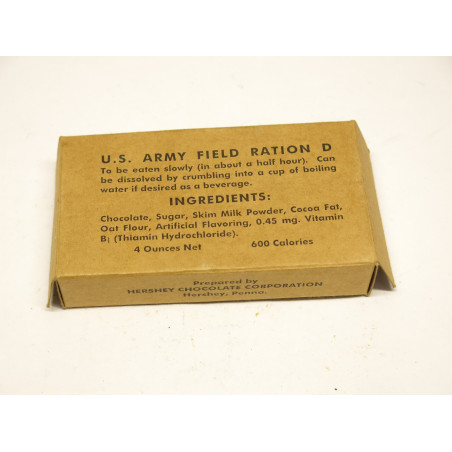 U.S. ARMY FIELD RATION D
To be eaten slowly (in about a half hour). Can
be dissolved by crumbling into a cup of boiling
water if desired as a beverage.
INGREDIENTS:
Chocolate, Sugar, Skim Milk Powder, Cocoa Fat,
Oat Flour, Artificial Flavoring, 0.45 mg. Vitamin
B₁ (Thiamin Hydrochloride).
4 Ounces Net 600 Calories
Prepared by
HERSHEY CHOCOLATE CORPORATION
Hershey, Penna.